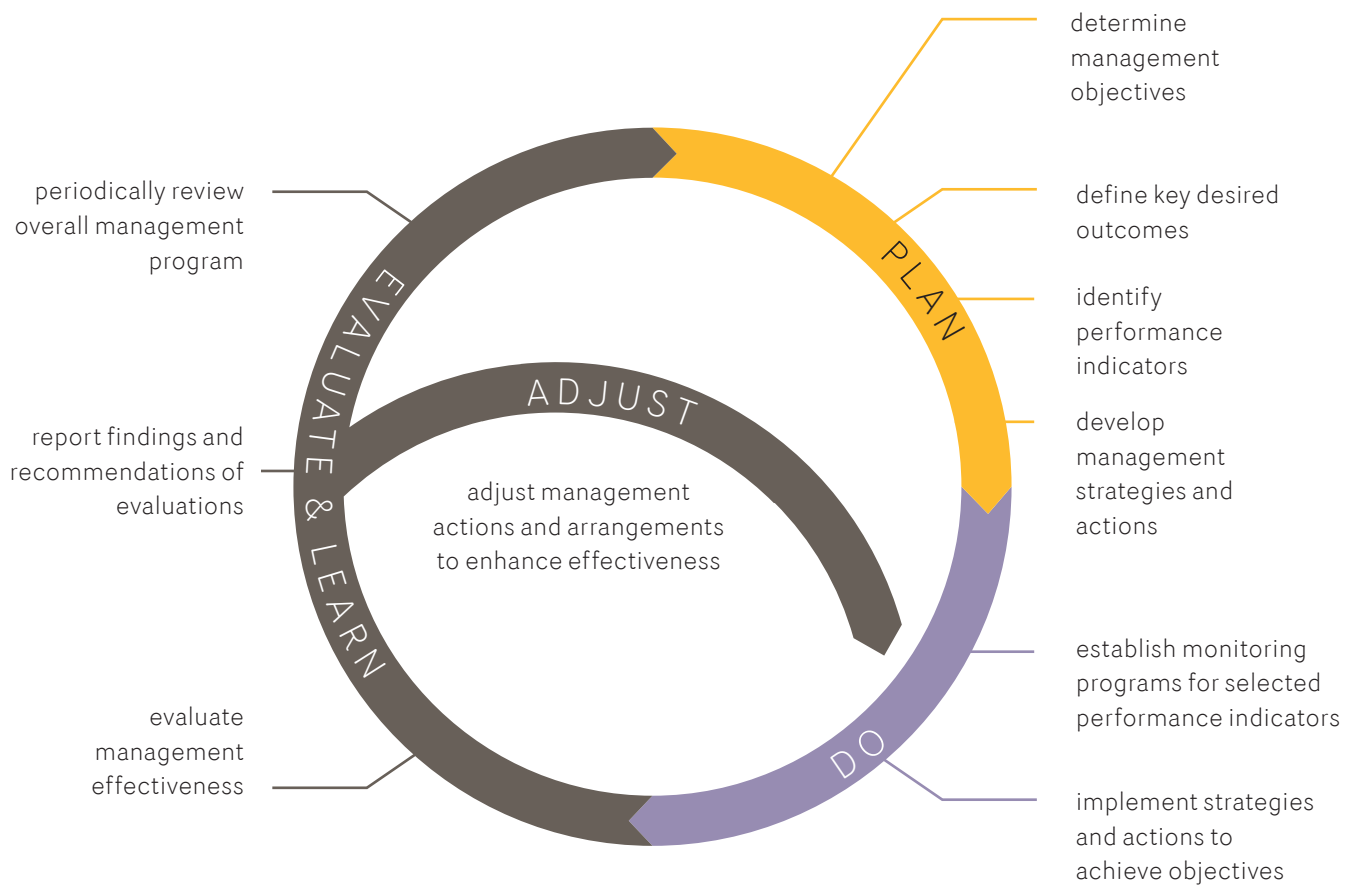 determine
management
objectives
define key desired
outcomes
identify
performance
indicators
develop
management
strategies and
actions
PLAN
establish monitoring
programs for selected
performance indicators
implement strategies
and actions to
achieve objectives
DO
evaluate
management
effectiveness
report findings and
recommendations of
evaluations
periodically review
overall management
program
EVALUATE & LEARN
ADJUST
adjust management
actions and arrangements
to enhance effectiveness